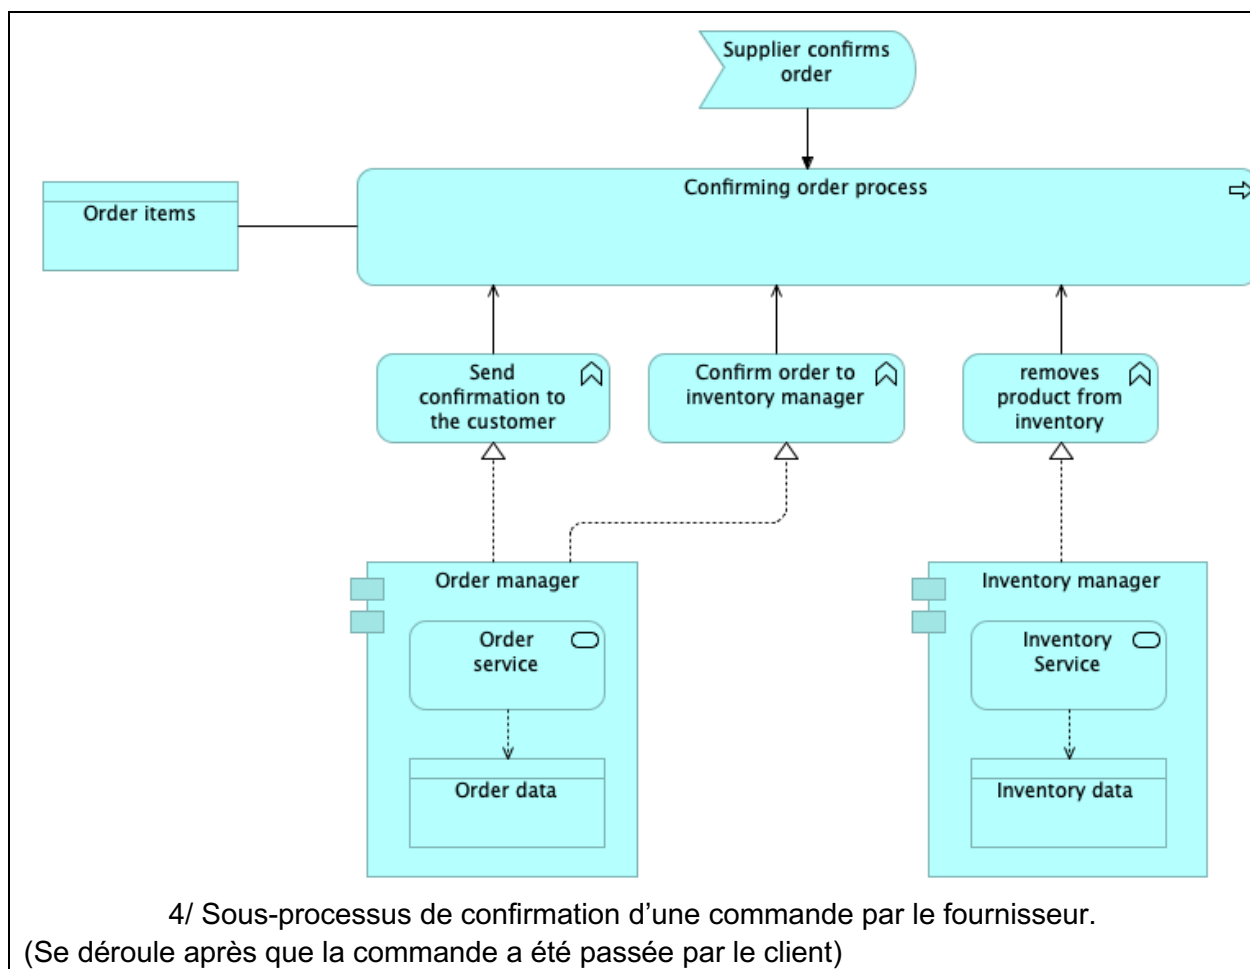 Supplier confirms
order
Confirming order process
Order items
Send
confirmation to
the customer
Confirm order to
inventory manager
removes
product from
inventory
Order manager
Order
service
Order data
Inventory manager
Inventory
Service
Inventory data
4/ Sous-processus de confirmation d’une commande par le fournisseur.
(Se déroule après que la commande a été passée par le client)